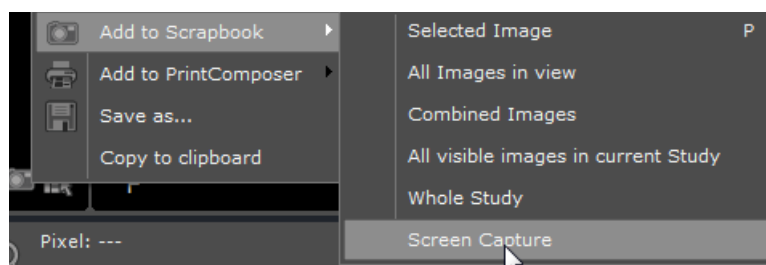 Add to Scrapbook
Add to PrintComposer
Save as...
Copy to clipboard
Pixel: ---
Selected Image P
All Images in view
Combined Images
All visible images in current Study
Whole Study
Screen Capture